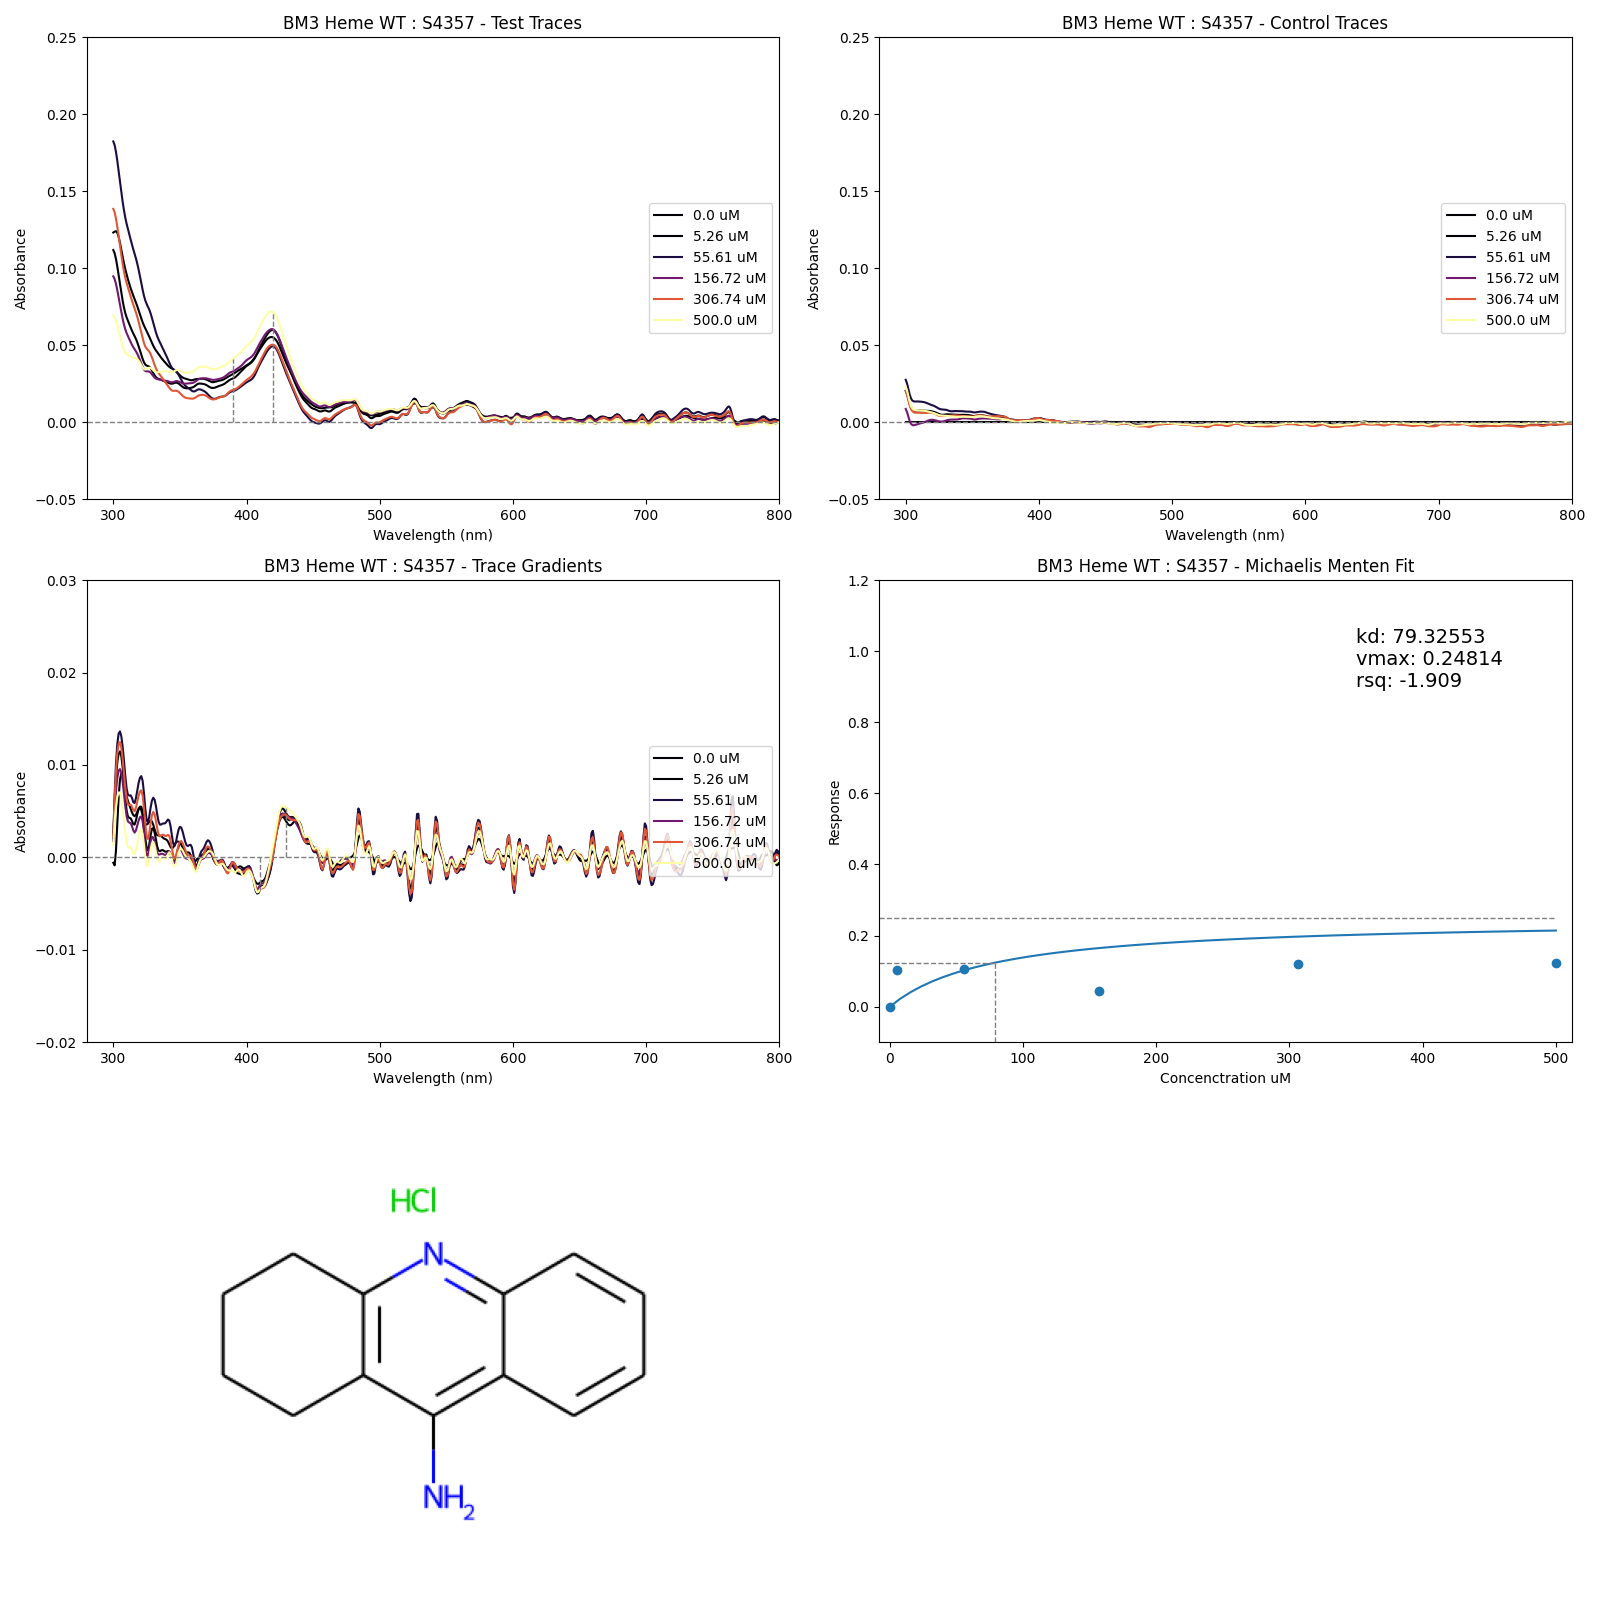 BM3 Heme WT : S4357 - Test Traces
0.25
0.20
0.15
0.10
0.05
0.00
−0.05
Absorbance
300
400
500
600
700
800
Wavelength (nm)
0.0 uM
5.26 uM
55.61 uM
156.72 uM
306.74 uM
500.0 uM
BM3 Heme WT : S4357 - Control Traces
0.25
0.20
0.15
0.10
0.05
0.00
−0.05
Absorbance
300
400
500
600
700
800
Wavelength (nm)
0.0 uM
5.26 uM
55.61 uM
156.72 uM
306.74 uM
500.0 uM
BM3 Heme WT : S4357 - Trace Gradients
0.03
0.02
0.01
0.00
−0.01
−0.02
Absorbance
300
400
500
600
700
800
Wavelength (nm)
0.0 uM
5.26 uM
55.61 uM
156.72 uM
306.74 uM
500.0 uM
BM3 Heme WT : S4357 - Michaelis Menten Fit
1.2
1.0
0.8
0.6
0.4
0.2
0.0
Response
0
100
200
300
400
500
Concenctration uM
kd: 79.32553
vmax: 0.24814
rsq: -1.909
HCl
N
NH2